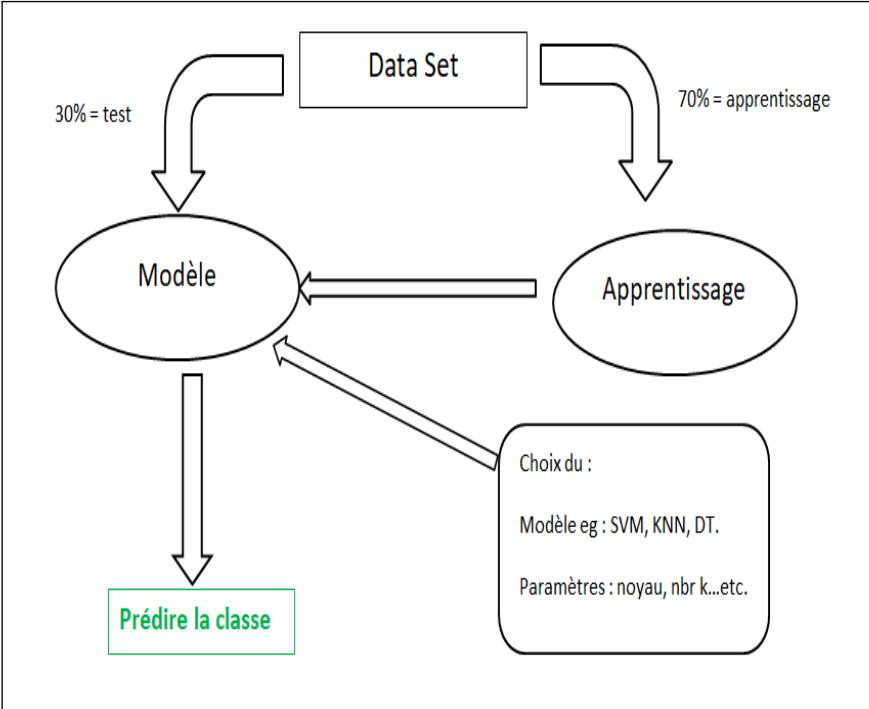 Data Set
30% = test
70% = apprentissage
Modèle
Apprentissage
Choix du :
Modèle eg : SVM, KNN, DT.
Paramètres : noyau, nbr k...etc.
Prédire la classe